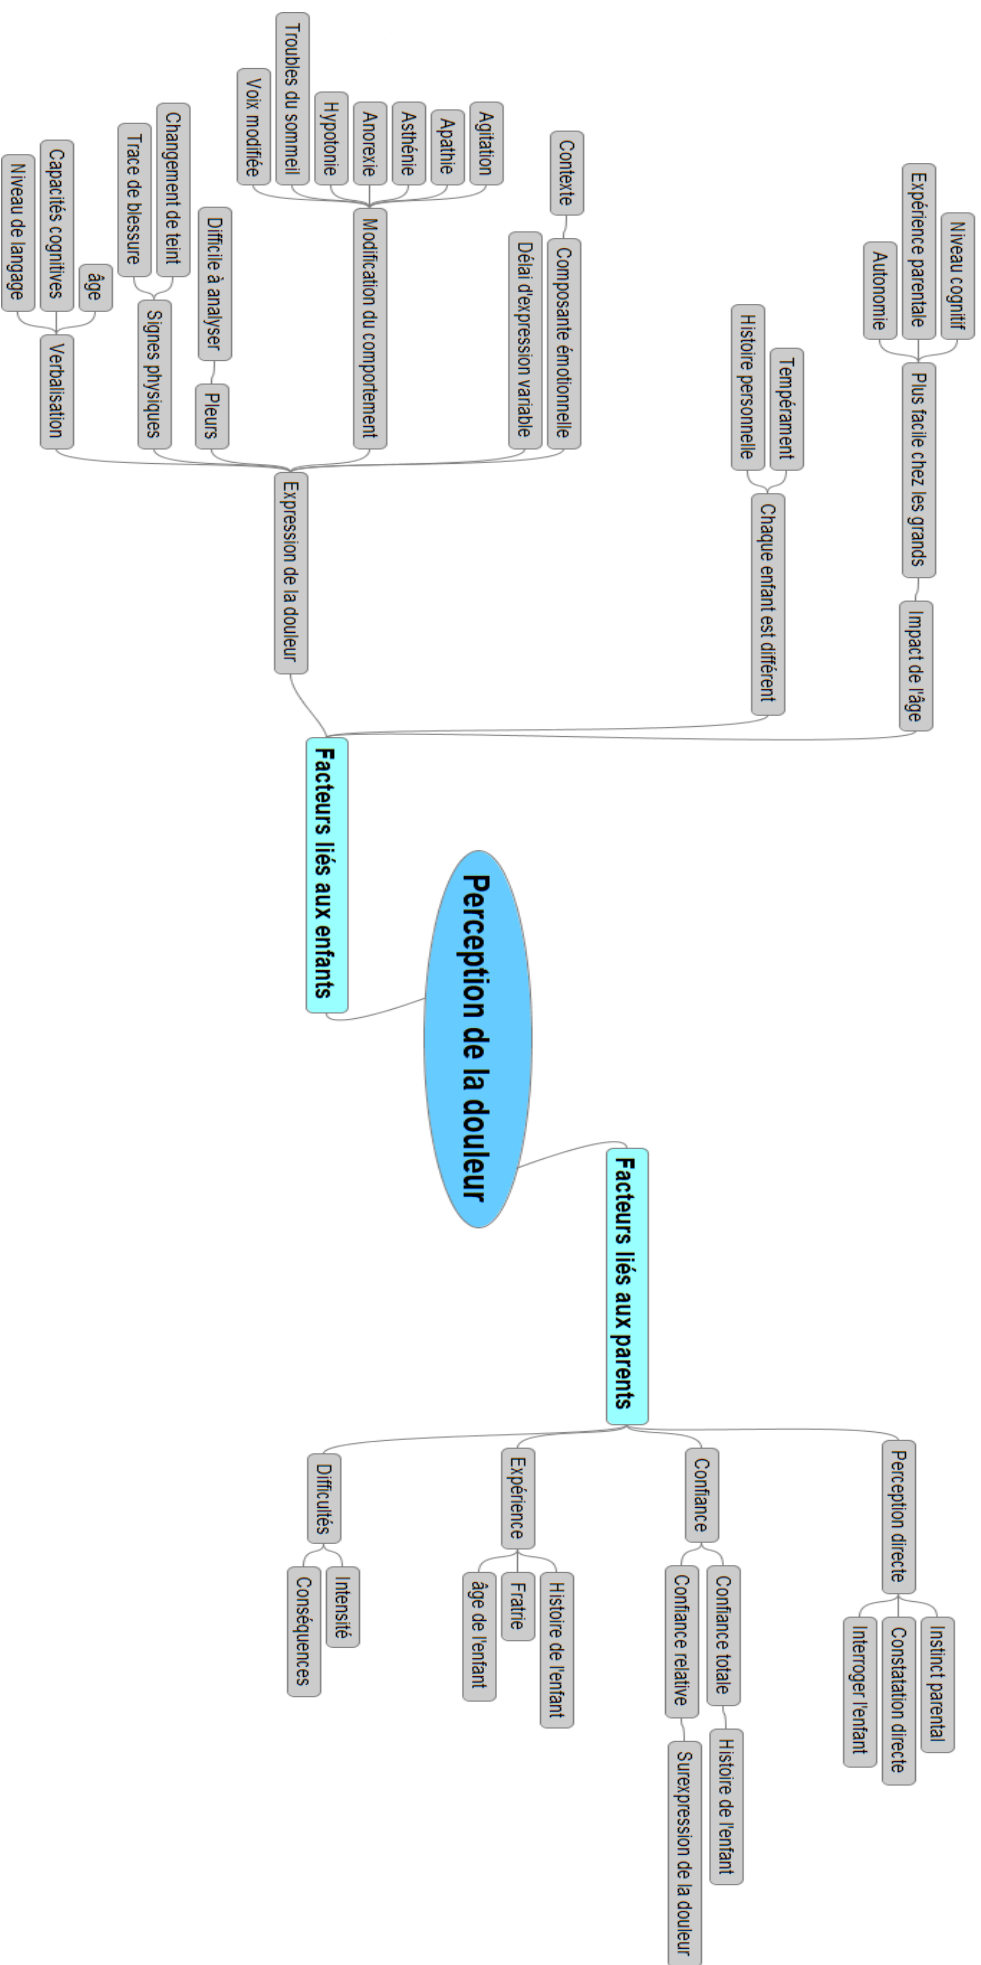 Perception de la douleur
Facteurs liés aux enfants
Impact de l'âge
Plus facile chez les grands
Niveau cognitif
Expérience parentale
Autonomie
Chaque enfant est différent
Tempérament
Histoire personnelle
Expression de la douleur
Composante émotionnelle
Contexte
Délai d'expression variable
Modification du comportement
Agitation
Apathie
Asthénie
Anorexie
Hypotonie
Troubles du sommeil
Voix modifiée
Pleurs
Difficile à analyser
Signes physiques
Changement de teint
Trace de blessure
Verbalisation
âge
Capacités cognitives
Niveau de langage
Facteurs liés aux parents
Perception directe
Instinct parental
Constatation directe
Interroger l'enfant
Confiance
Confiance totale
Histoire de l'enfant
Confiance relative
Surexpression de la douleur
Expérience
Histoire de l'enfant
Fratrie
âge de l'enfant
Difficultés
Intensité
Conséquences